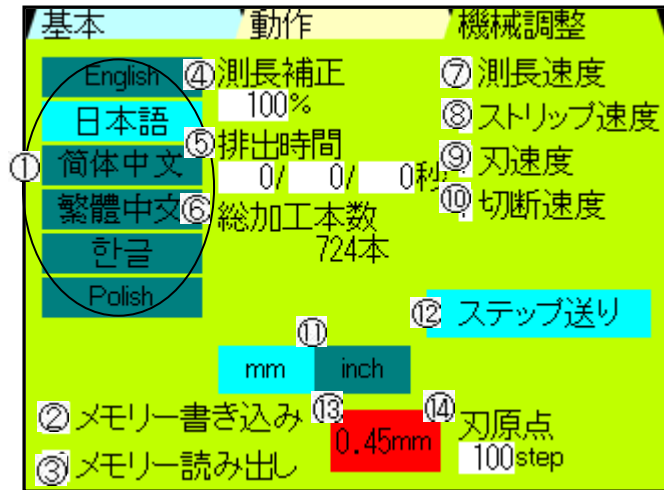 基本 動作 機械調整
English ④測長補正 ⑦測長速度
100%
日本語 ⑧ストリップ速度
⑤排出時間
①简体中文 0/ 0/ 0秒 ⑨刃速度
繁體中文⑥総加工本数 ⑩切断速度
724本
한글
Polish
⑫ステップ送り
⑪
mm inch
②メモリー書き込み ⑬0.45mm ⑭刃原点
100step
③メモリー読み出し